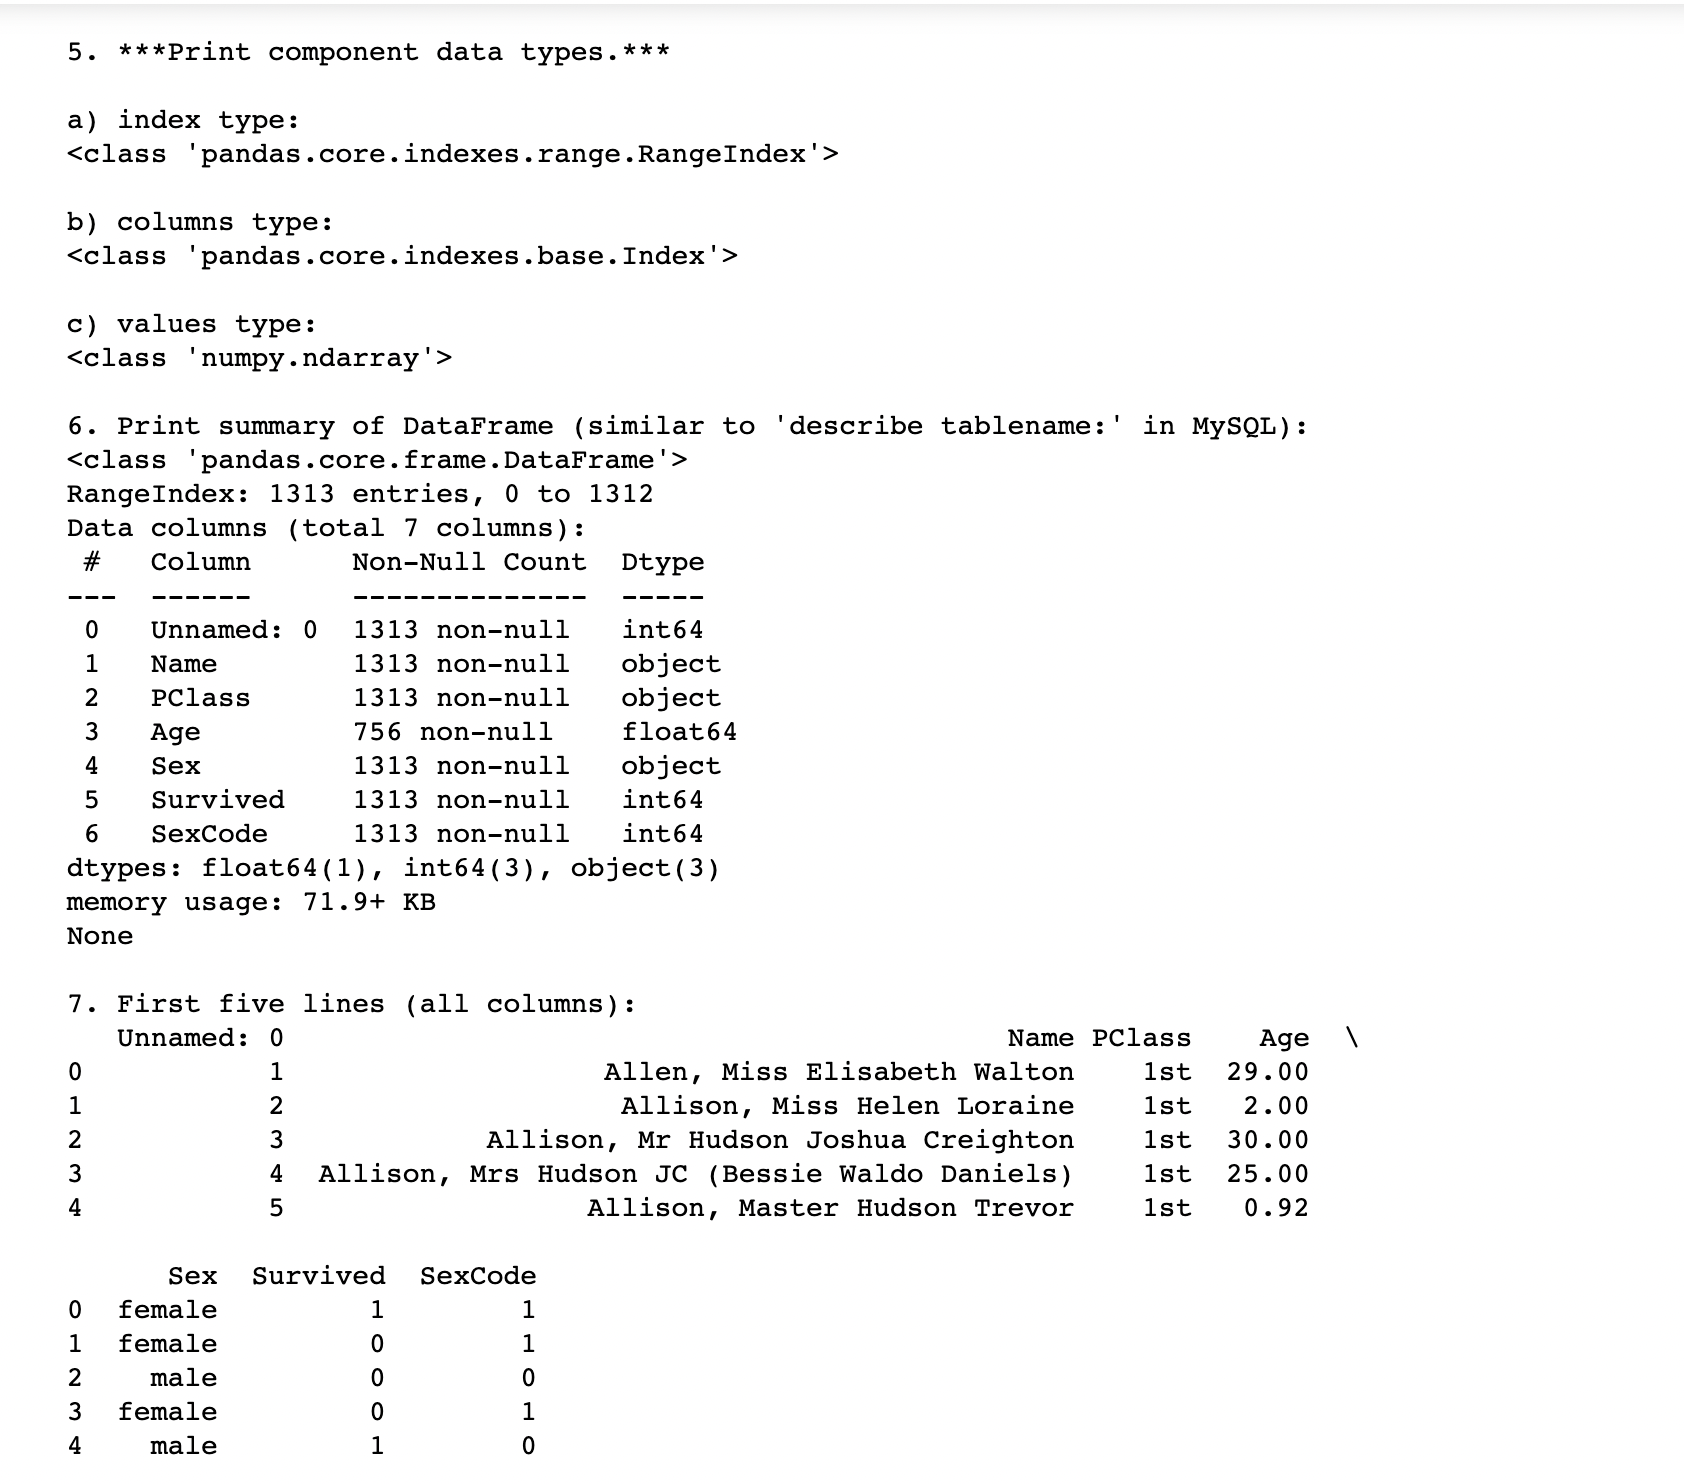 5. ***Print component data types.***

a) index type:
<class 'pandas.core.indexes.range.RangeIndex'>

b) columns type:
<class 'pandas.core.indexes.base.Index'>

c) values type:
<class 'numpy.ndarray'>

6. Print summary of DataFrame (similar to 'describe tablename:' in MySQL):
<class 'pandas.core.frame.DataFrame'>
RangeIndex: 1313 entries, 0 to 1312
Data columns (total 7 columns):
 #   Column      Non-Null Count  Dtype
---  ------      --------------  -----
 0   Unnamed: 0  1313 non-null   int64
 1   Name        1313 non-null   object
 2   PClass      1313 non-null   object
 3   Age         756 non-null    float64
 4   Sex         1313 non-null   object
 5   Survived    1313 non-null   int64
 6   SexCode     1313 non-null   int64
dtypes: float64(1), int64(3), object(3)
memory usage: 71.9+ KB
None

7. First five lines (all columns):
   Unnamed: 0                                           Name PClass    Age  \
0           1                   Allen, Miss Elisabeth Walton    1st  29.00
1           2                    Allison, Miss Helen Loraine    1st   2.00
2           3            Allison, Mr Hudson Joshua Creighton    1st  30.00
3           4  Allison, Mrs Hudson JC (Bessie Waldo Daniels)    1st  25.00
4           5                  Allison, Master Hudson Trevor    1st   0.92

      Sex  Survived  SexCode
0  female         1        1
1  female         0        1
2    male         0        0
3  female         0        1
4    male         1        0